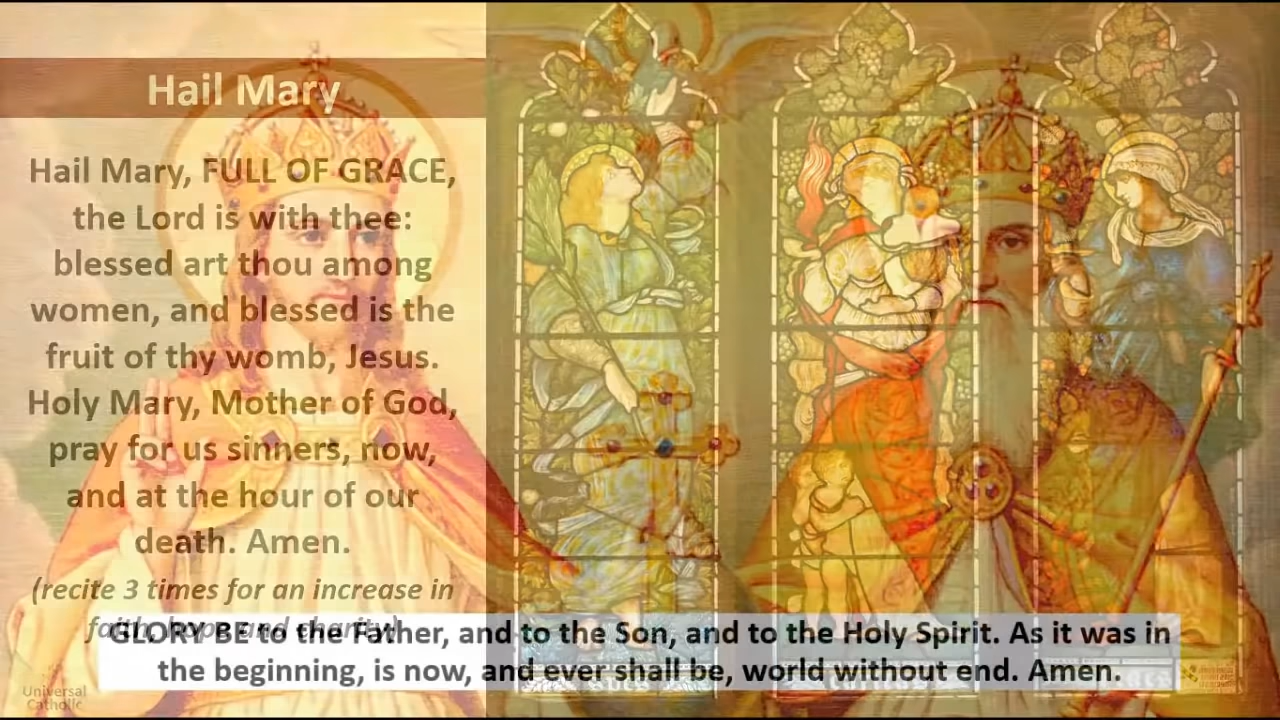 Hail Mary
Hail Mary, FULL OF GRACE,
the Lord is with thee:
blessed art thou among
women, and blessed is the
fruit of thy womb, Jesus.
Holy Mary, Mother of God,
pray for us sinners, now,
and at the hour of our
death. Amen.
(recite 3 times for an increase in
faith, hope and charity)
GLORY BE to the Father, and to the Son, and to the Holy Spirit. As it was in
the beginning, is now, and ever shall be, world without end. Amen.
Universal
Catholic